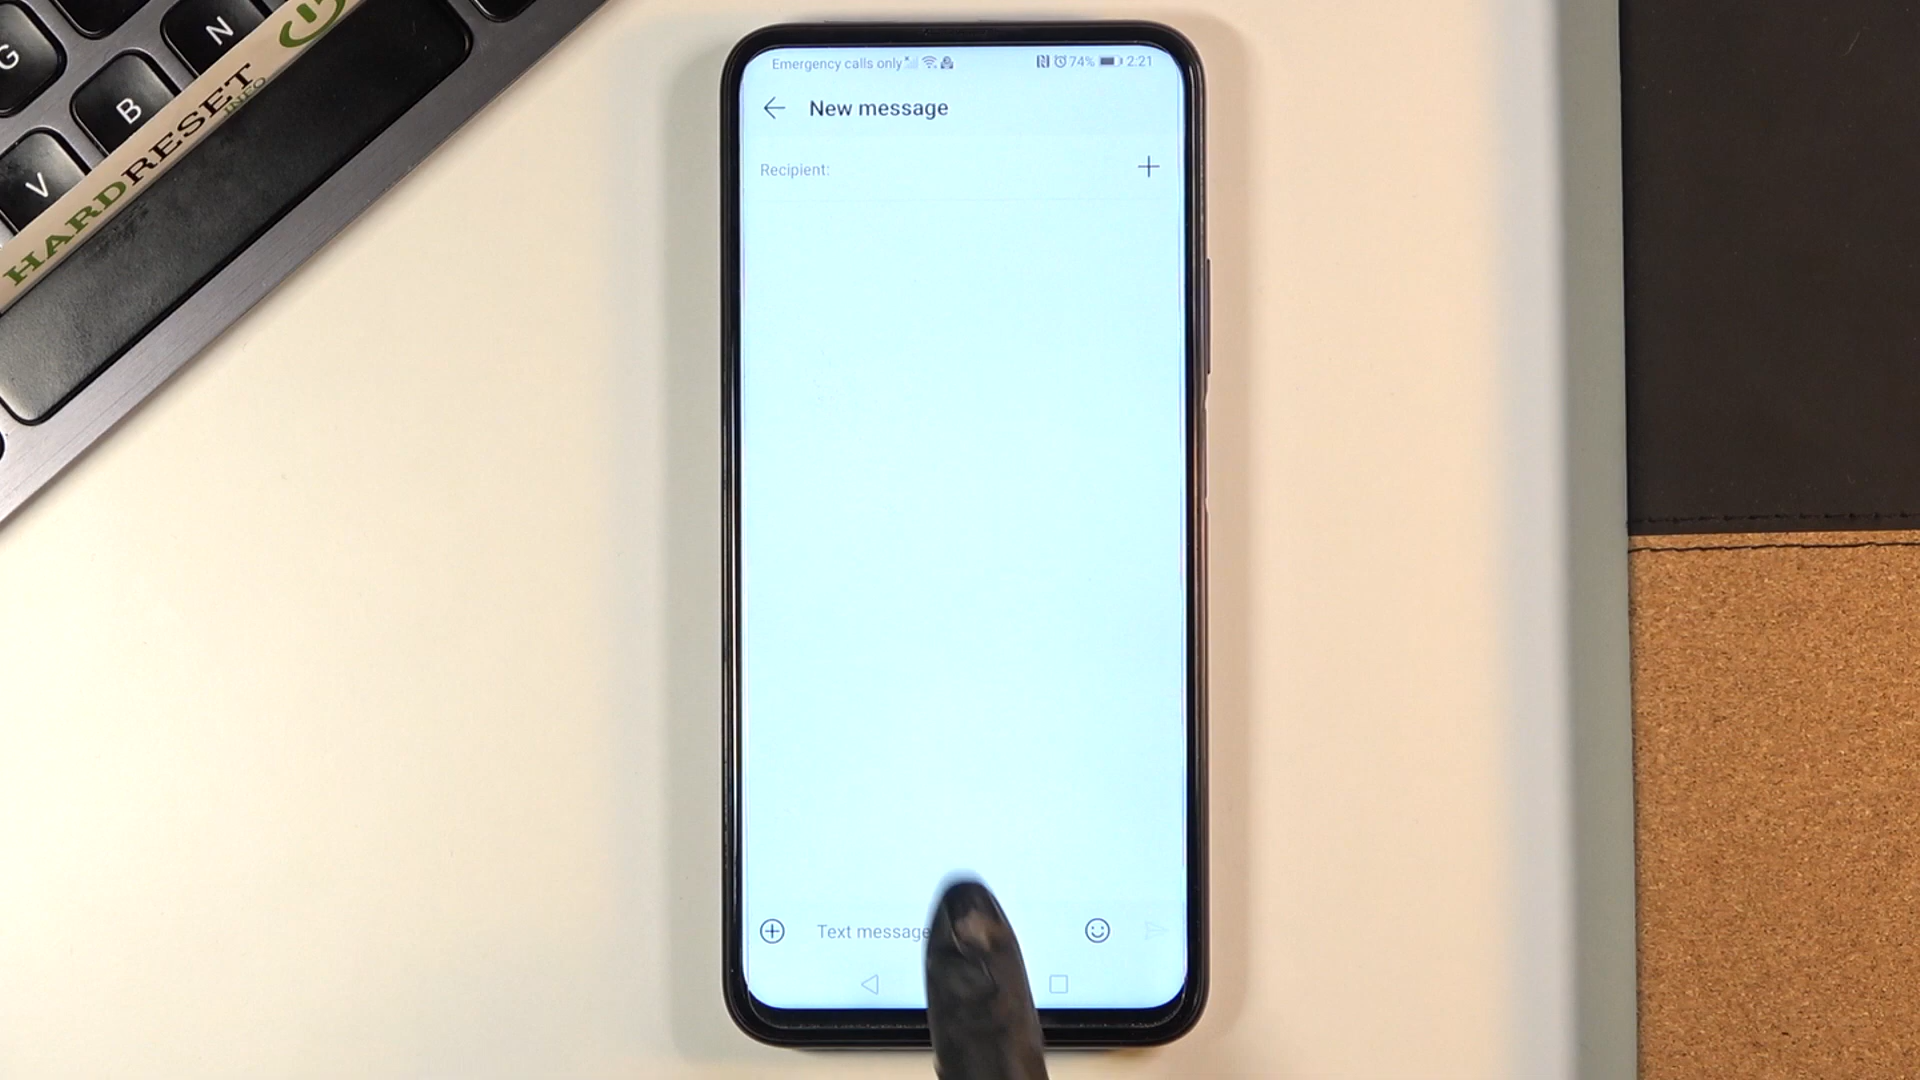 G
N
B
V
HARDRESET
.INFO
Emergency calls only
74%
2:21
New message
Recipient:
Text message